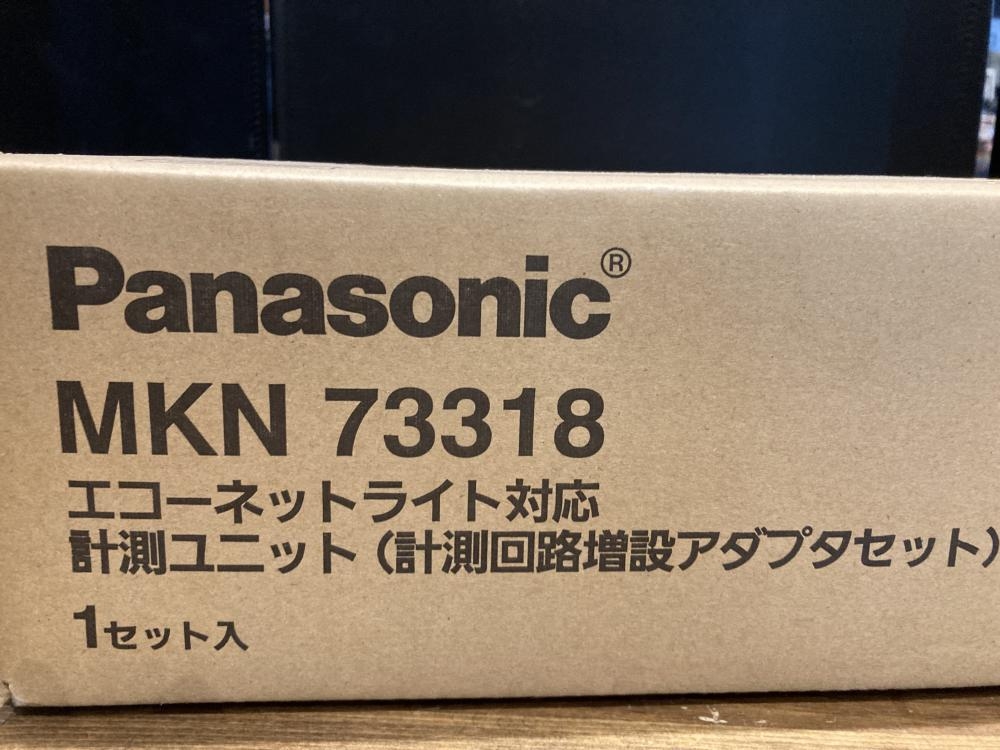 Panasonic®
MKN 73318
エコーネットライト対応
計測ユニット（計測回路増設アダプタセット）
1セット入